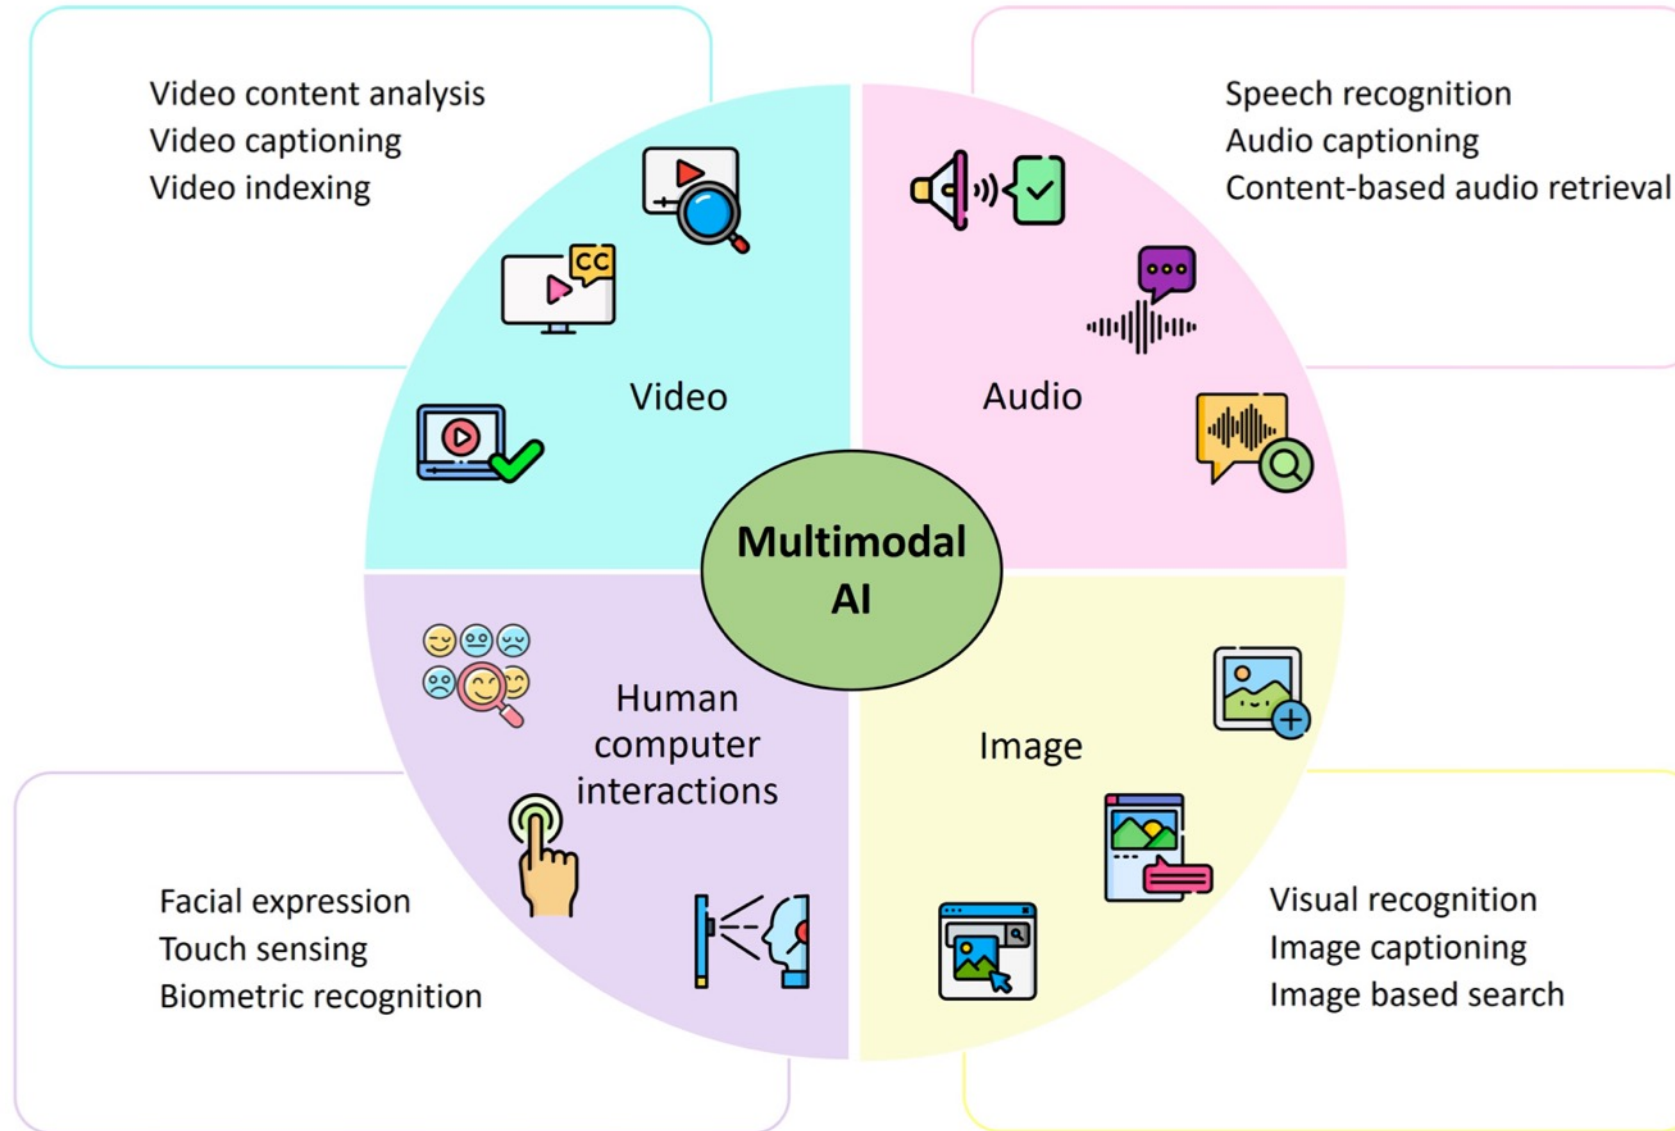 Video content analysis
Video captioning
Video indexing
Speech recognition
Audio captioning
Content-based audio retrieval
CC
Video
Audio
Multimodal
AI
Human
computer
interactions
Image
Facial expression
Touch sensing
Biometric recognition
Visual recognition
Image captioning
Image based search